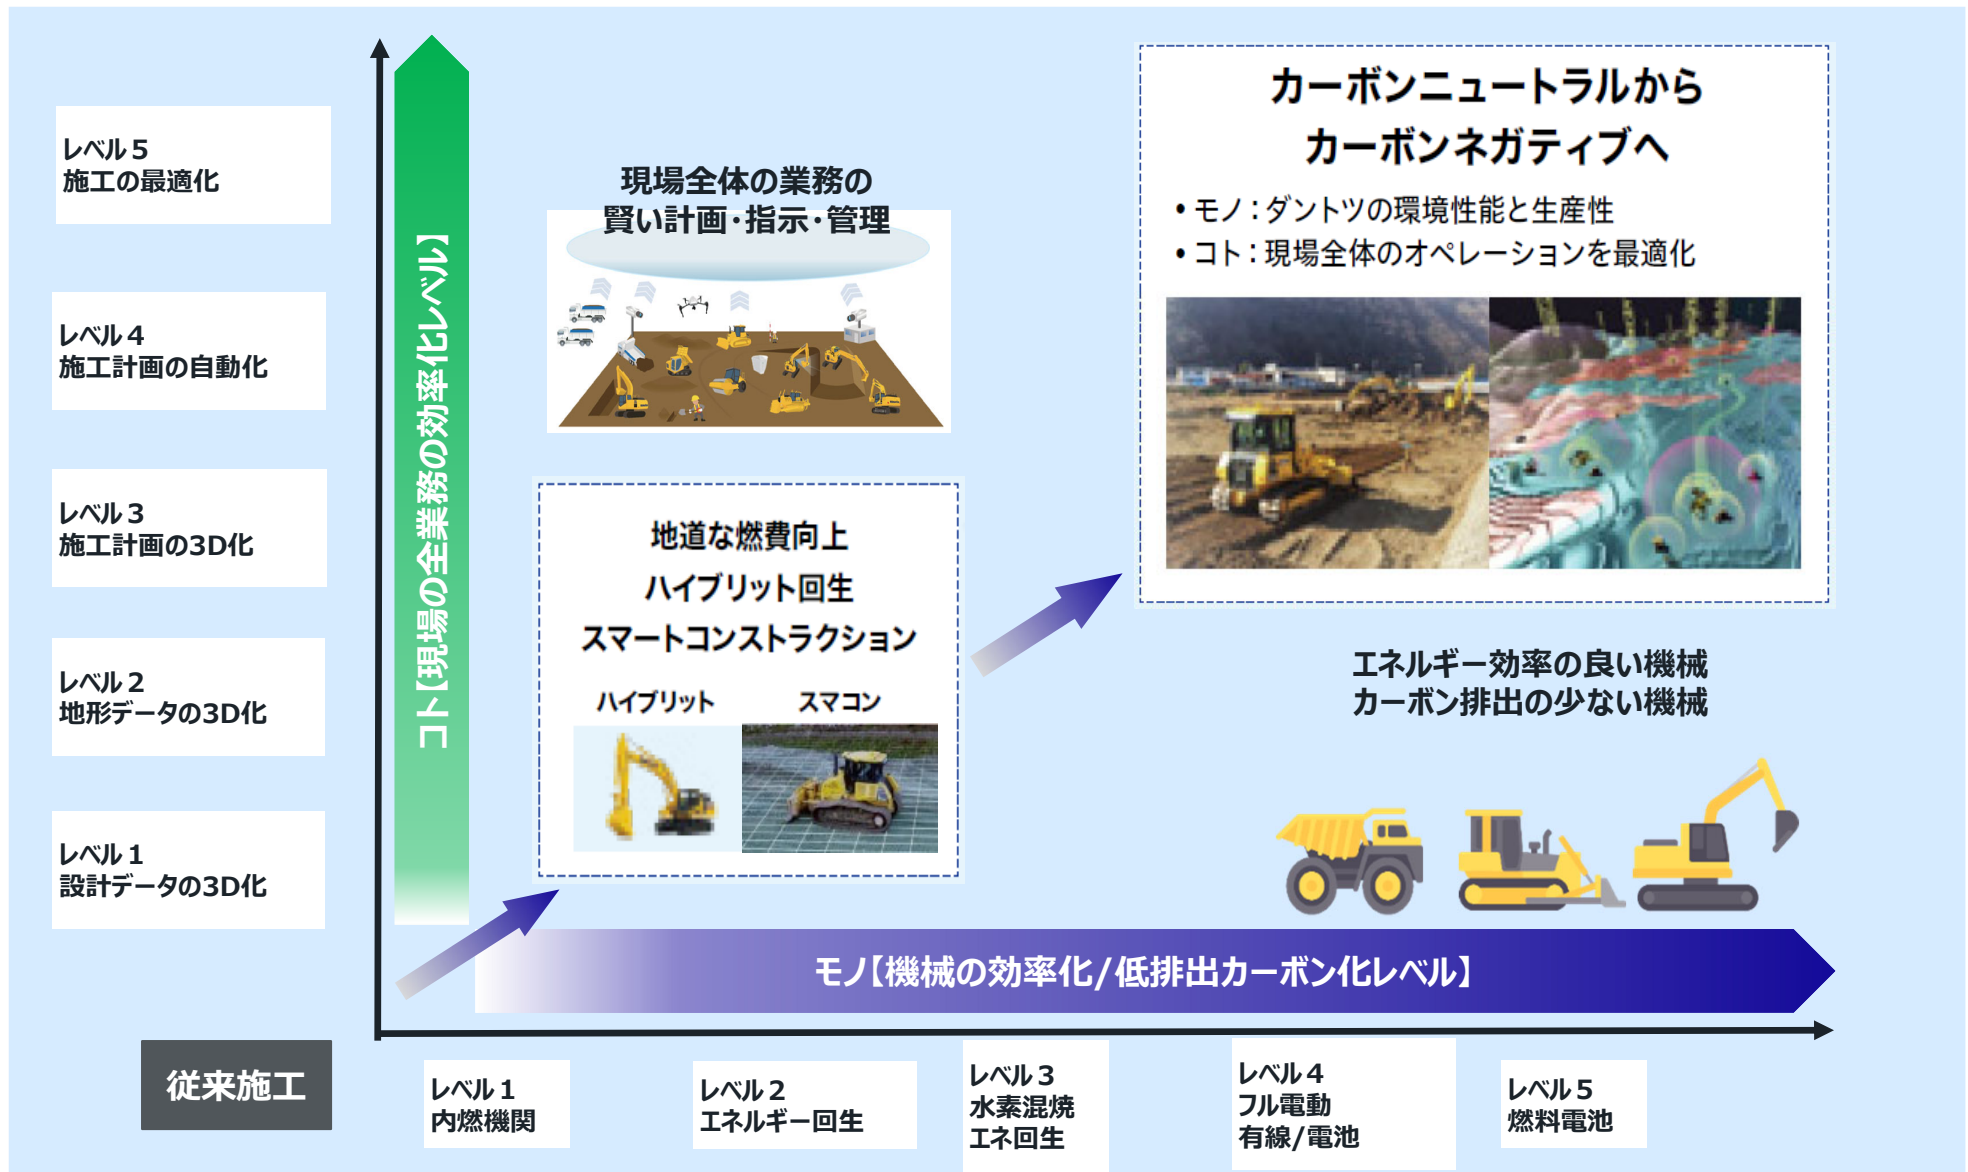 レベル５
施工の最適化
レベル４
施工計画の自動化
レベル３
施工計画の3D化
レベル２
地形データの3D化
レベル１
設計データの3D化
従来施工
コト【現場の全業務の効率化レベル】
現場全体の業務の
賢い計画・指示・管理
地道な燃費向上
ハイブリット回生
スマートコンストラクション
ハイブリット
スマコン
カーボンニュートラルから
カーボンネガティブへ
• モノ：ダントツの環境性能と生産性
• コト：現場全体のオペレーションを最適化
エネルギー効率の良い機械
カーボン排出の少ない機械
モノ【機械の効率化/低排出カーボン化レベル】
レベル１
内燃機関
レベル２
エネルギー回生
レベル３
水素混焼
エネ回生
レベル４
フル電動
有線/電池
レベル５
燃料電池